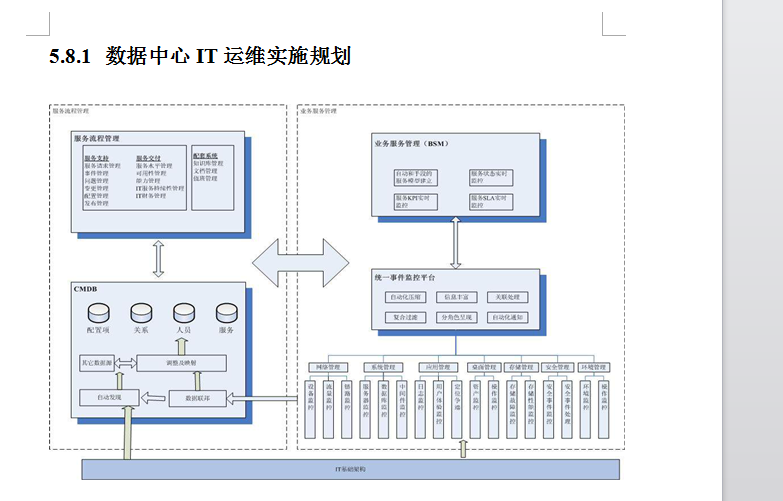 5.8.1 数据中心 IT 运维实施规划
服务流程管理
业务服务管理
服务流程管理
服务支持
服务请求管理
事件管理
问题管理
变更管理
配置管理
发布管理
服务交付
服务水平管理
可用性管理
能力管理
IT服务持续性管理
IT财务管理
配套系统
知识库管理
文档管理
值班管理
业务服务管理（BSM）
自动和手段的
服务模型建立
服务状态实时
监控
服务KPI实时
监控
服务SLA实时
监控
CMDB
配置项
关系
人员
服务
其它数据源
调整及映射
自动发现
数据联邦
统一事件监控平台
自动化压缩
信息丰富
关联处理
复合过滤
分角色呈现
自动化通知
网络管理
系统管理
应用管理
桌面管理
存储管理
安全管理
环境管理
设备监控
流量监控
链路监控
服务器监控
数据库监控
中间件监控
日志监控
用户体验监控
定位争端
客户监控
操作监控
存储故障监控
存储性能监控
安全事件监控
安全事件处理
环境监控
操作监控
IT基础架构